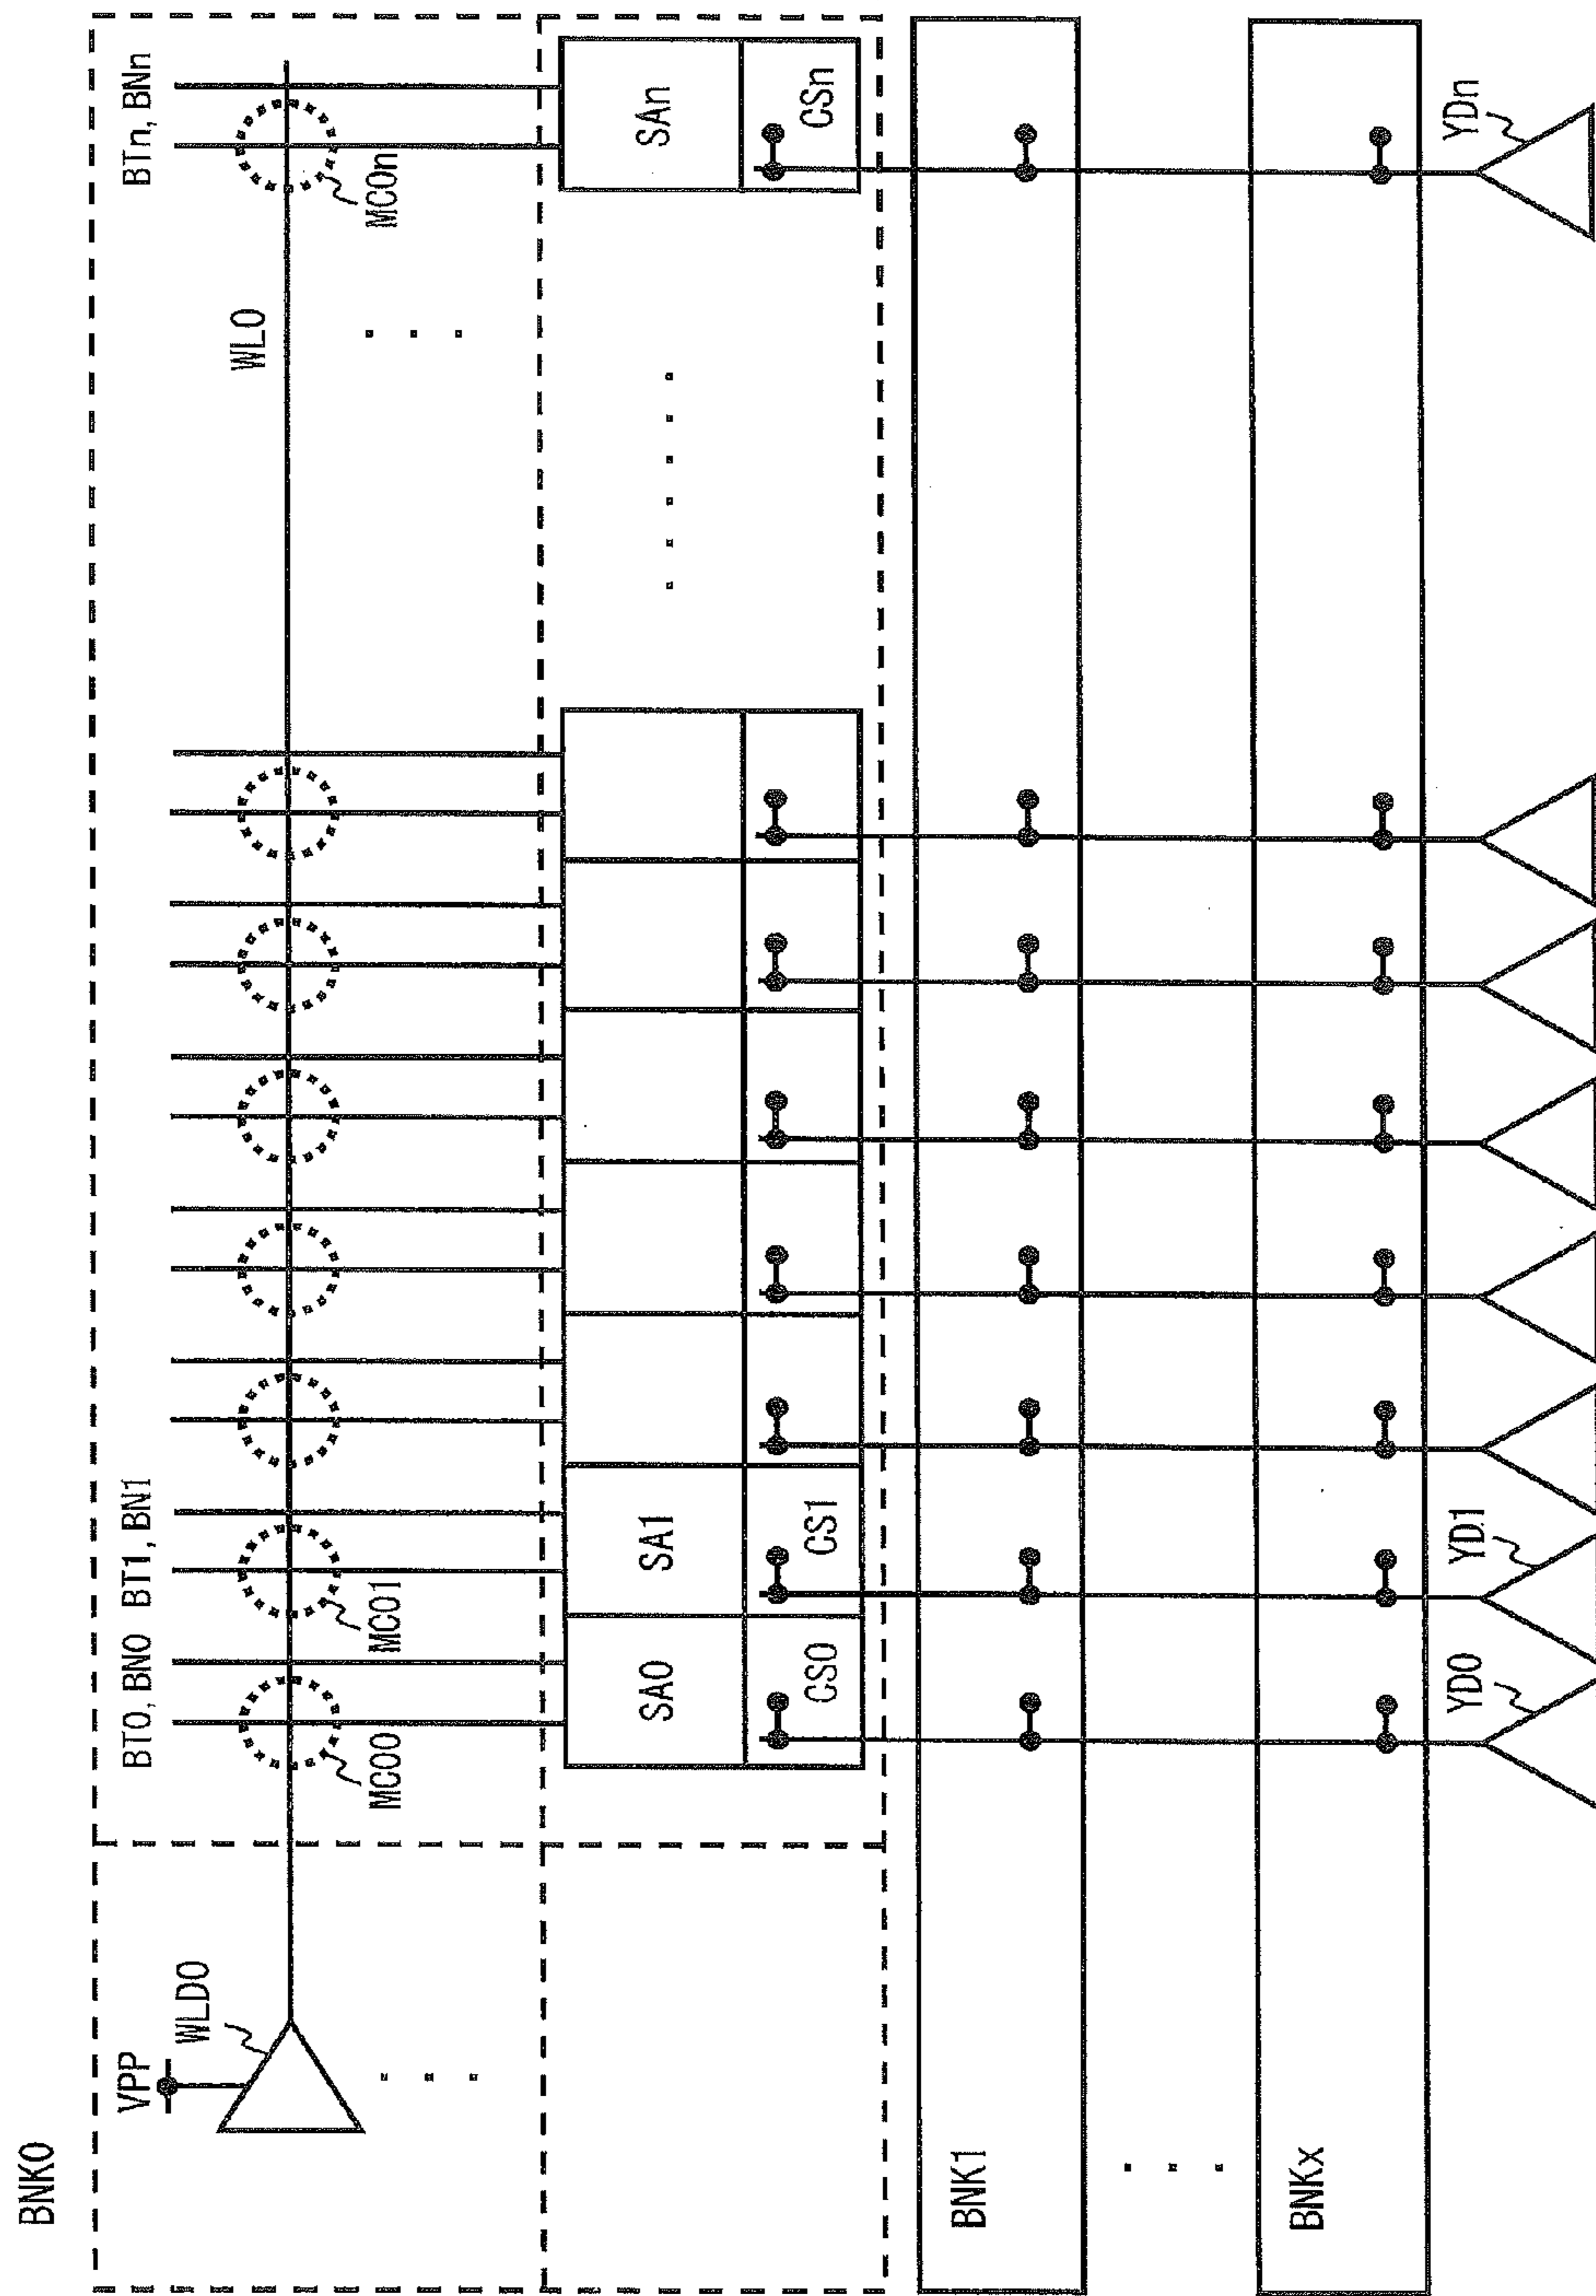 BNK0
VPP
WLD0
BT0, BN0 BT1, BN1
BTn, BNn
WL0
MC00
MC01
MC0n
SA0
SA1
SAn
CS0
CS1
CSn
BNK1
BNKx
YD0
YD1
YDn